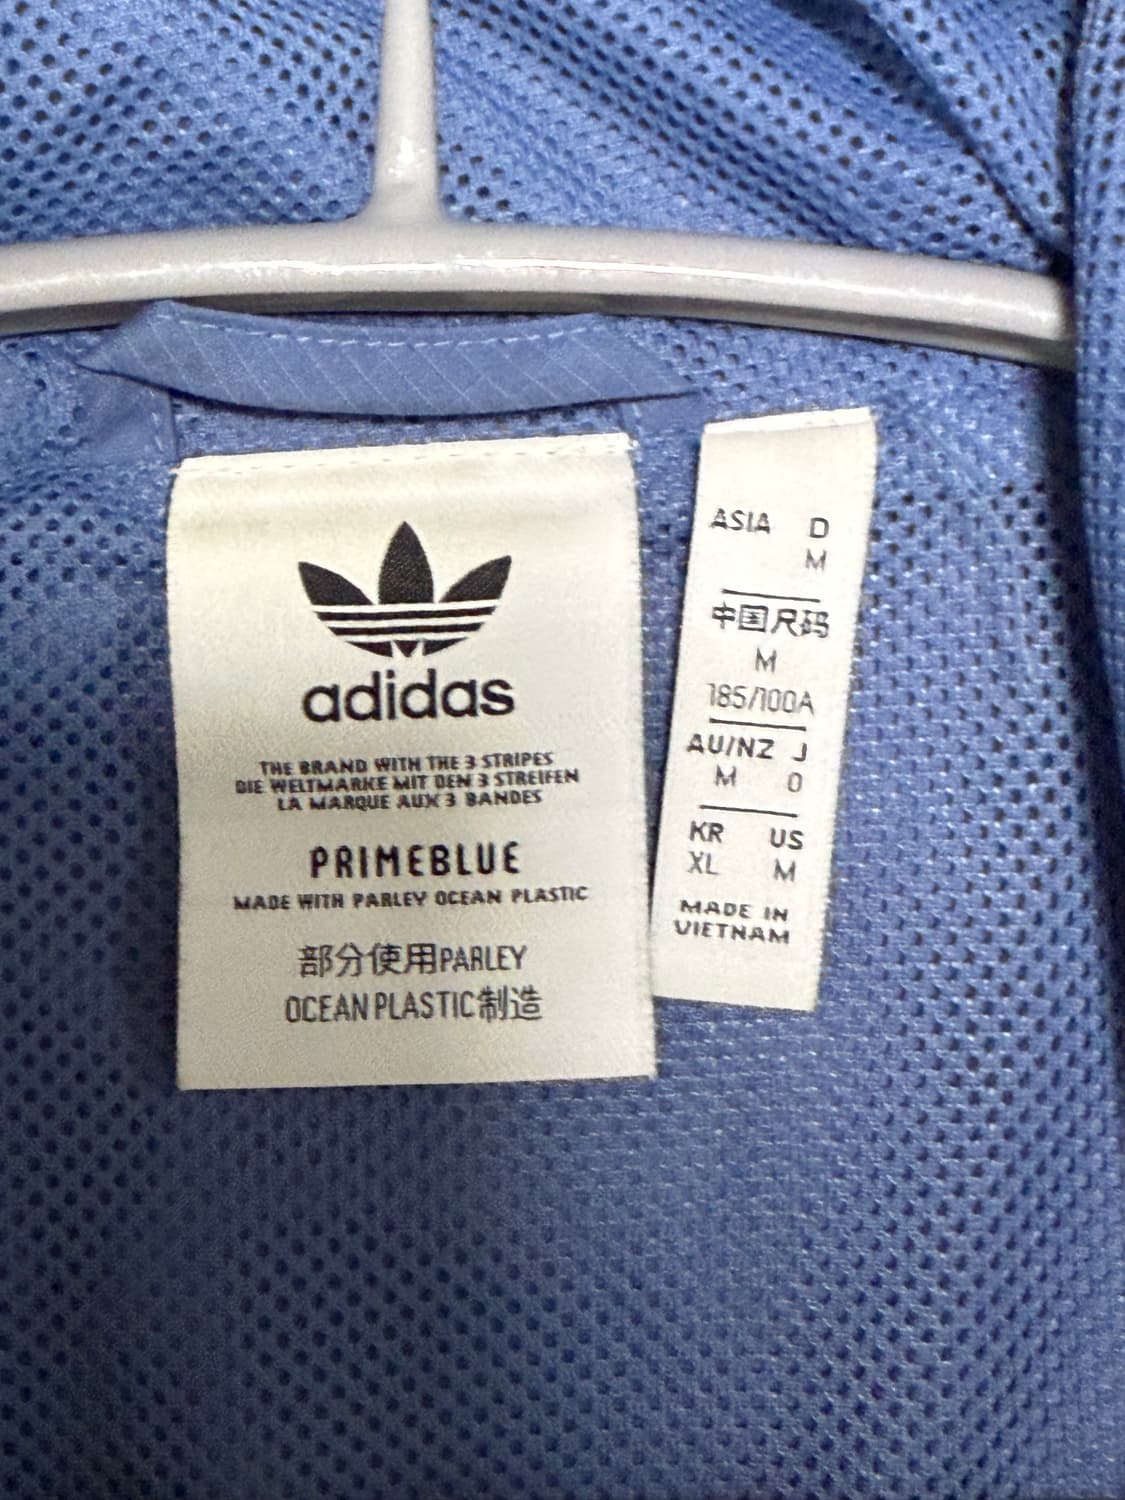 adidas
THE BRAND WITH THE 3 STRIPES
DIE WELTMARKE MIT DEN 3 STREIFEN
LA MARQUE AUX 3 BANDES
PRIMEBLUE
MADE WITH PARLEY OCEAN PLASTIC
部分使用PARLEY
OCEAN PLASTIC制造
ASIA D
M
中国尺码
M
185/100A
AU/NZ J
M O
KR US
XL M
MADE IN
VIETNAM